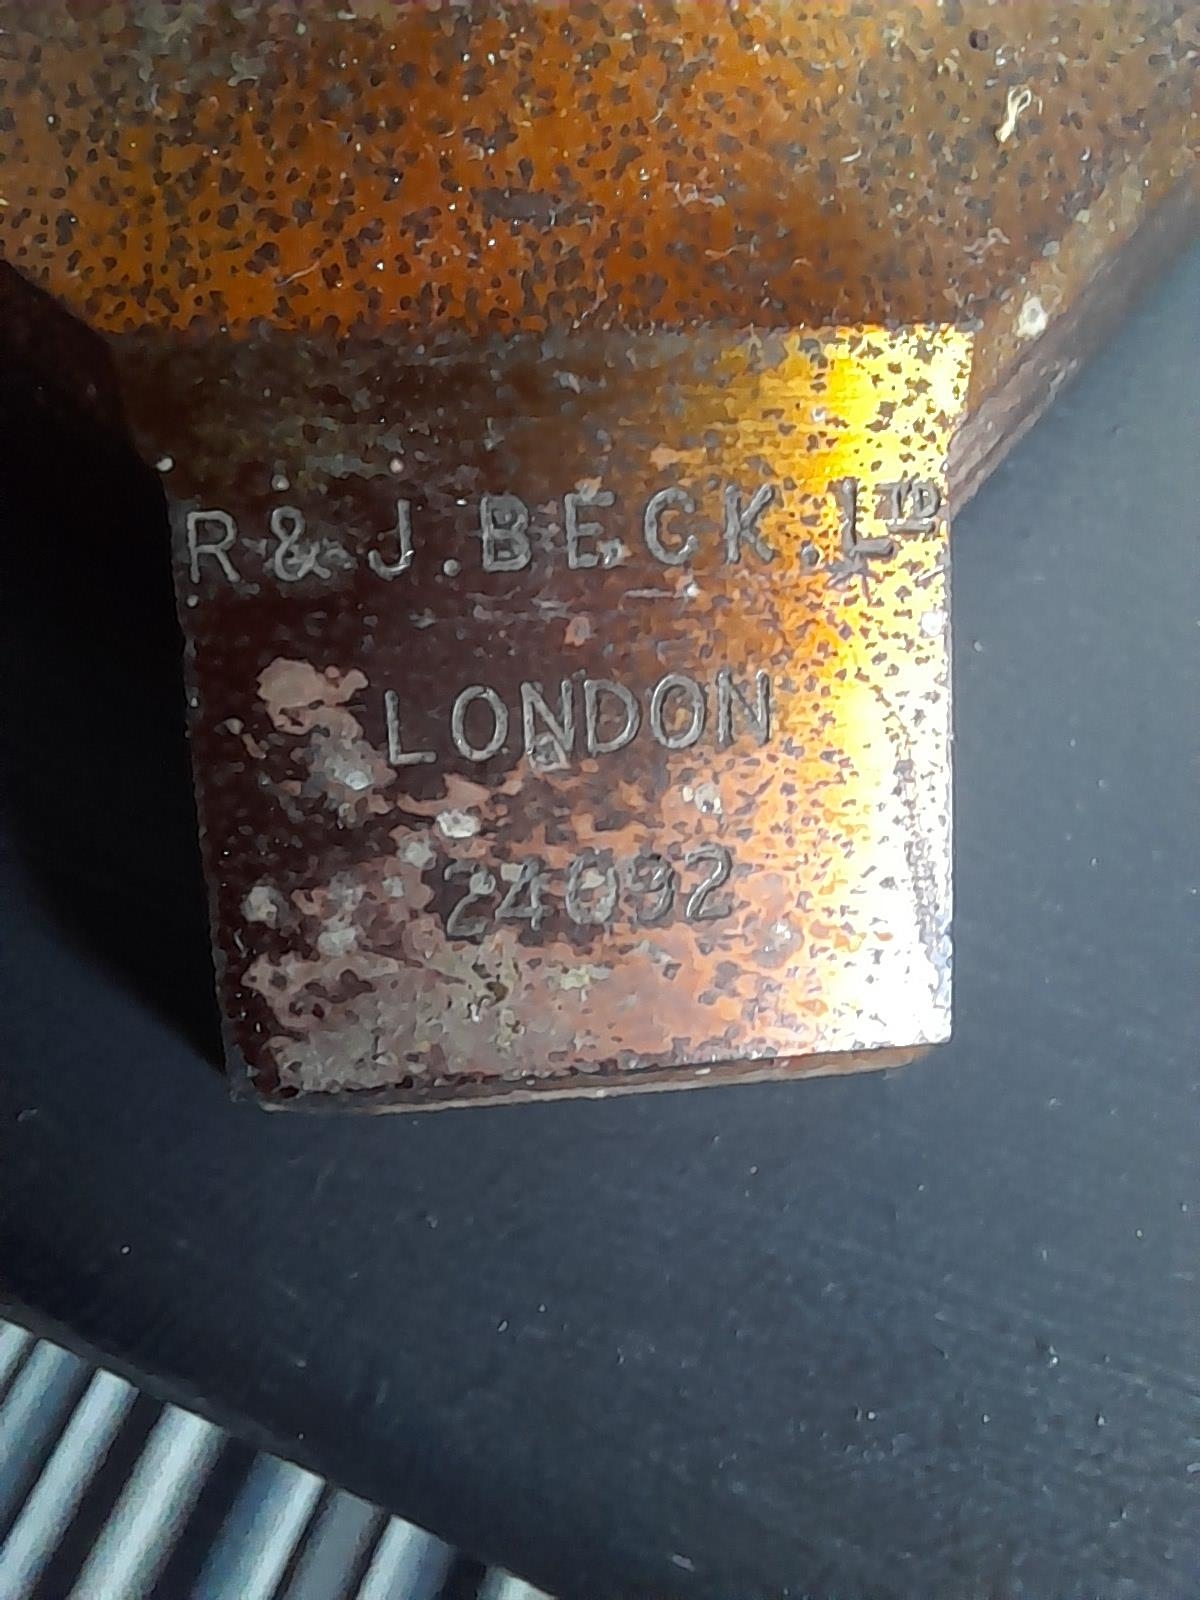 R & J. BECK. LTD
LONDON
24092